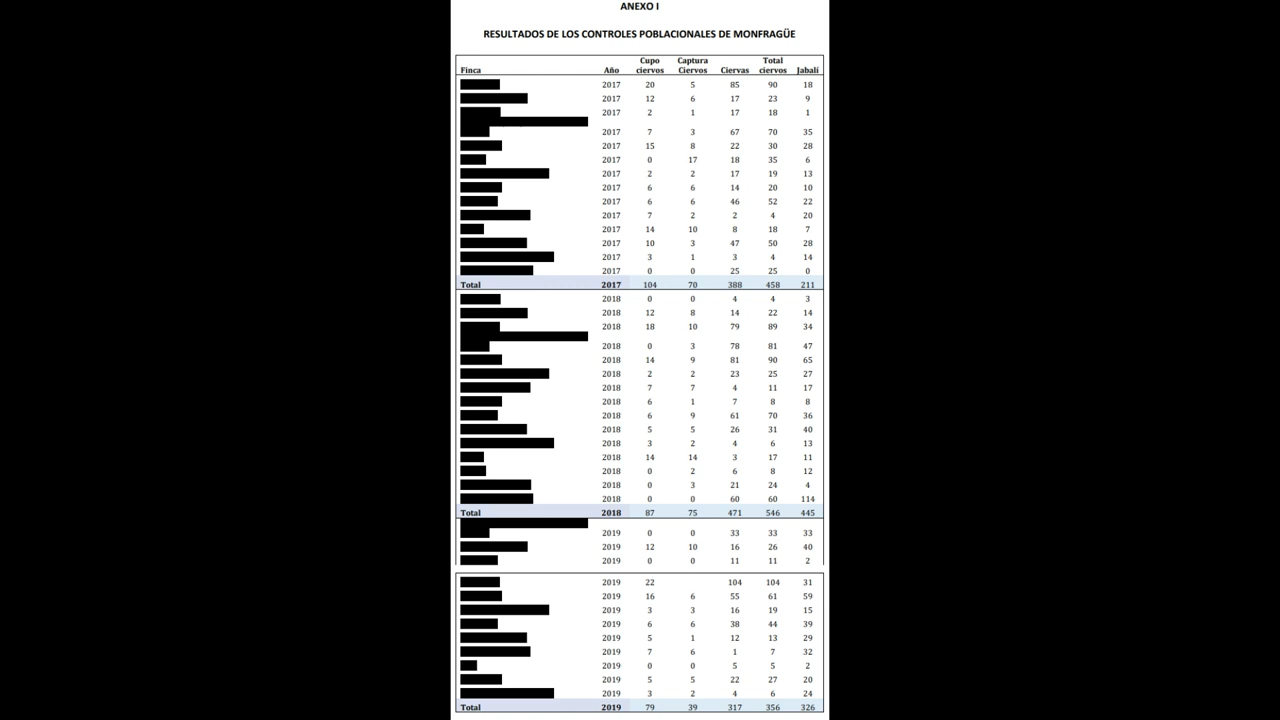 ANEXO I
RESULTADOS DE LOS CONTROLES POBLACIONALES DE MONFRAGÜE
Finca Año Cupo ciervos Captura Ciervos Ciervas Total ciervos Jabalí
2017 20 5 85 90 18
2017 12 6 17 23 9
2017 2 1 17 18 1
2017 7 3 67 70 35
2017 15 8 22 30 28
2017 0 17 18 35 6
2017 2 2 17 19 13
2017 6 6 14 20 10
2017 6 6 46 52 22
2017 7 2 2 4 20
2017 14 10 8 18 7
2017 10 3 47 50 28
2017 3 1 3 4 14
2017 0 0 25 25 0
Total 2017 104 70 388 458 211
2018 0 0 4 4 3
2018 12 8 14 22 14
2018 18 10 79 89 34
2018 0 3 78 81 47
2018 14 9 81 90 65
2018 2 2 23 25 27
2018 7 7 4 11 17
2018 6 1 7 8 8
2018 6 9 61 70 36
2018 5 5 26 31 40
2018 3 2 4 6 13
2018 14 14 3 17 11
2018 0 2 6 8 12
2018 0 3 21 24 4
2018 0 0 60 60 114
Total 2018 87 75 471 546 445
2019 0 0 33 33 33
2019 12 10 16 26 40
2019 0 0 11 11 2
2019 22 104 104 31
2019 16 6 55 61 59
2019 3 3 16 19 15
2019 6 6 38 44 39
2019 5 1 12 13 29
2019 7 6 1 7 32
2019 0 0 5 5 2
2019 5 5 22 27 20
2019 3 2 4 6 24
Total 2019 79 39 317 356 326